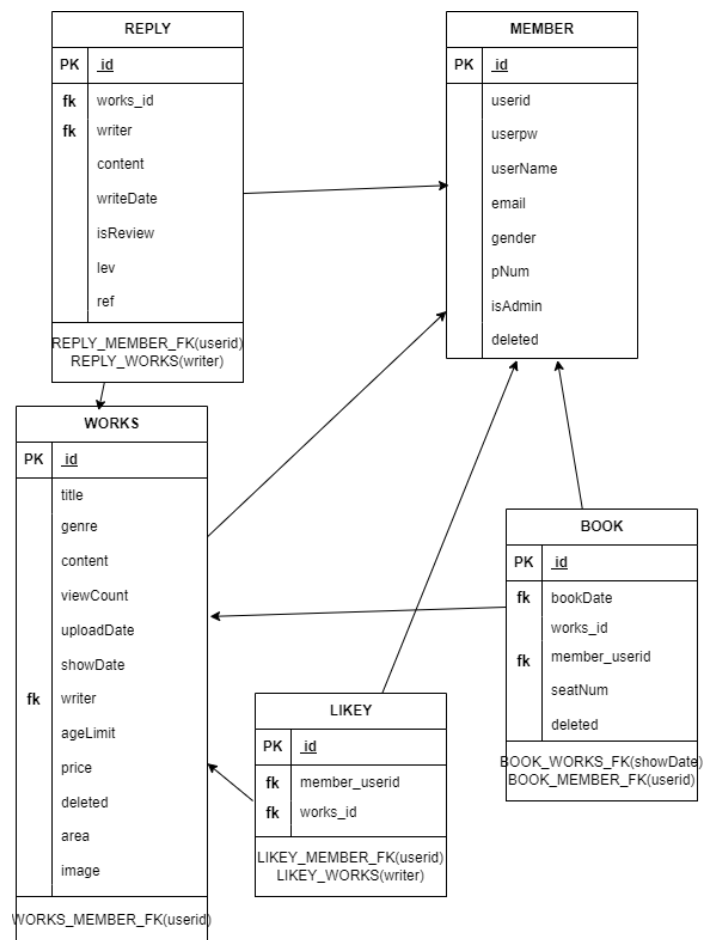 REPLY
PK _id
fk works_id
fk writer
content
writeDate
isReview
lev
ref
REPLY_MEMBER_FK(userid)
REPLY_WORKS(writer)
MEMBER
PK _id
userid
userpw
userName
email
gender
pNum
isAdmin
deleted
WORKS
PK _id
title
genre
content
viewCount
uploadDate
showDate
fk writer
ageLimit
price
deleted
area
image
WORKS_MEMBER_FK(userid)
LIKEY
PK _id
fk member_userid
fk works_id
LIKEY_MEMBER_FK(userid)
LIKEY_WORKS(writer)
BOOK
PK _id
fk bookDate
works_id
fk member_userid
seatNum
deleted
BOOK_WORKS_FK(showDate)
BOOK_MEMBER_FK(userid)